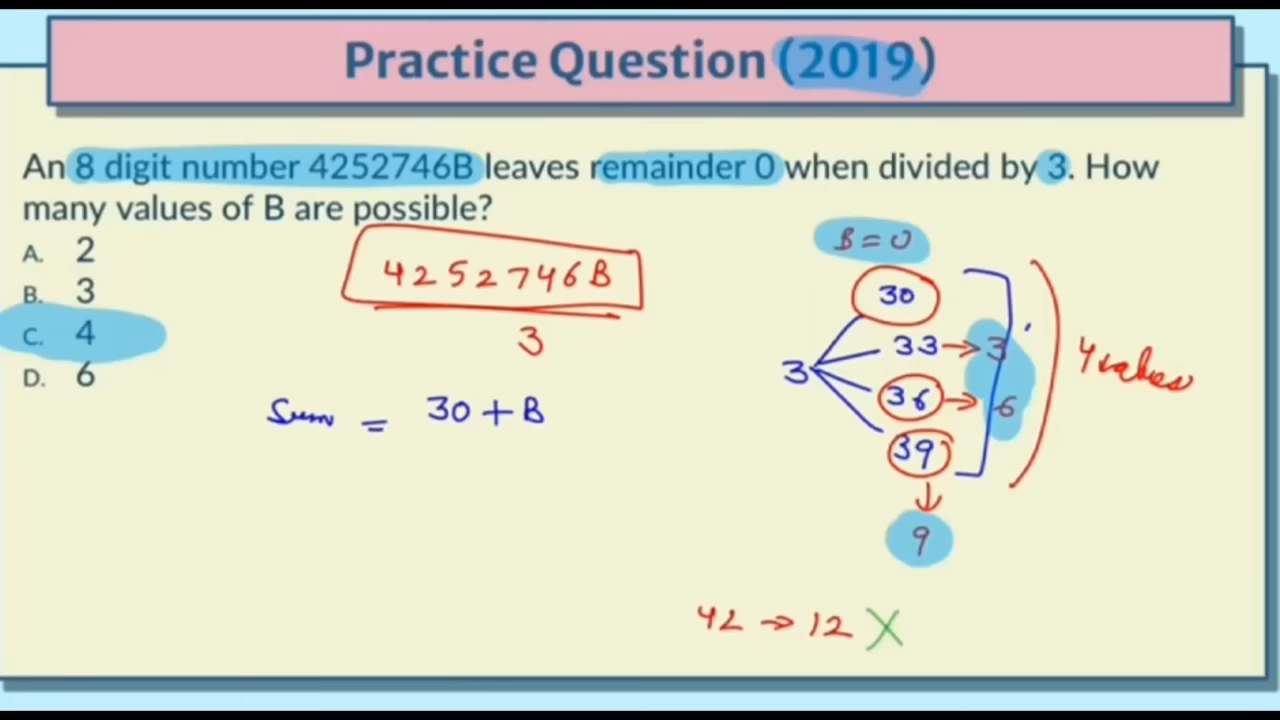 Practice Question (2019)
An 8 digit number 4252746B leaves remainder 0 when divided by 3. How
many values of B are possible?
A. 2
B. 3
C. 4
D. 6
4252746B
3
Sum = 30 + B
B = 0
30
3
33 → 3
36 → 6
39
↓
9
4 values
42 → 12 X